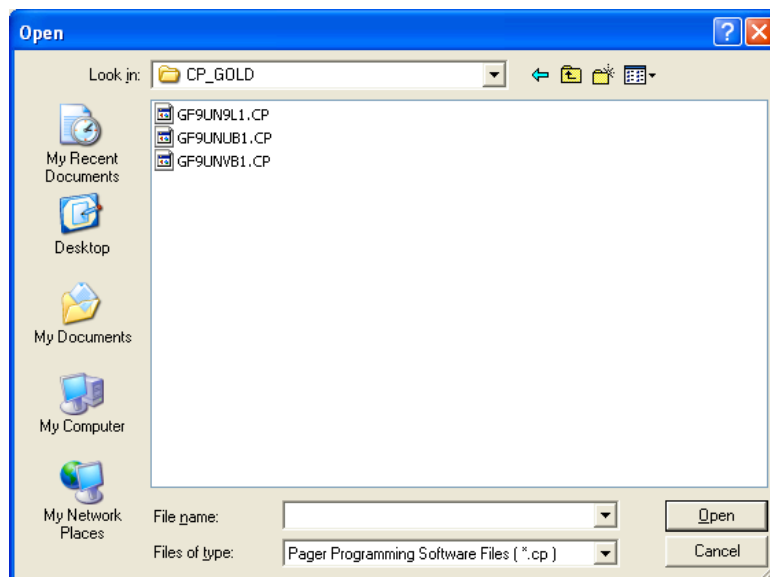 Open
Look in: CP_GOLD
GF9UN9L1.CP
GF9UNUB1.CP
GF9UNVB1.CP
My Recent
Documents
Desktop
My Documents
My Computer
My Network
Places
File name:
Open
Files of type: Pager Programming Software Files ( *.cp )
Cancel